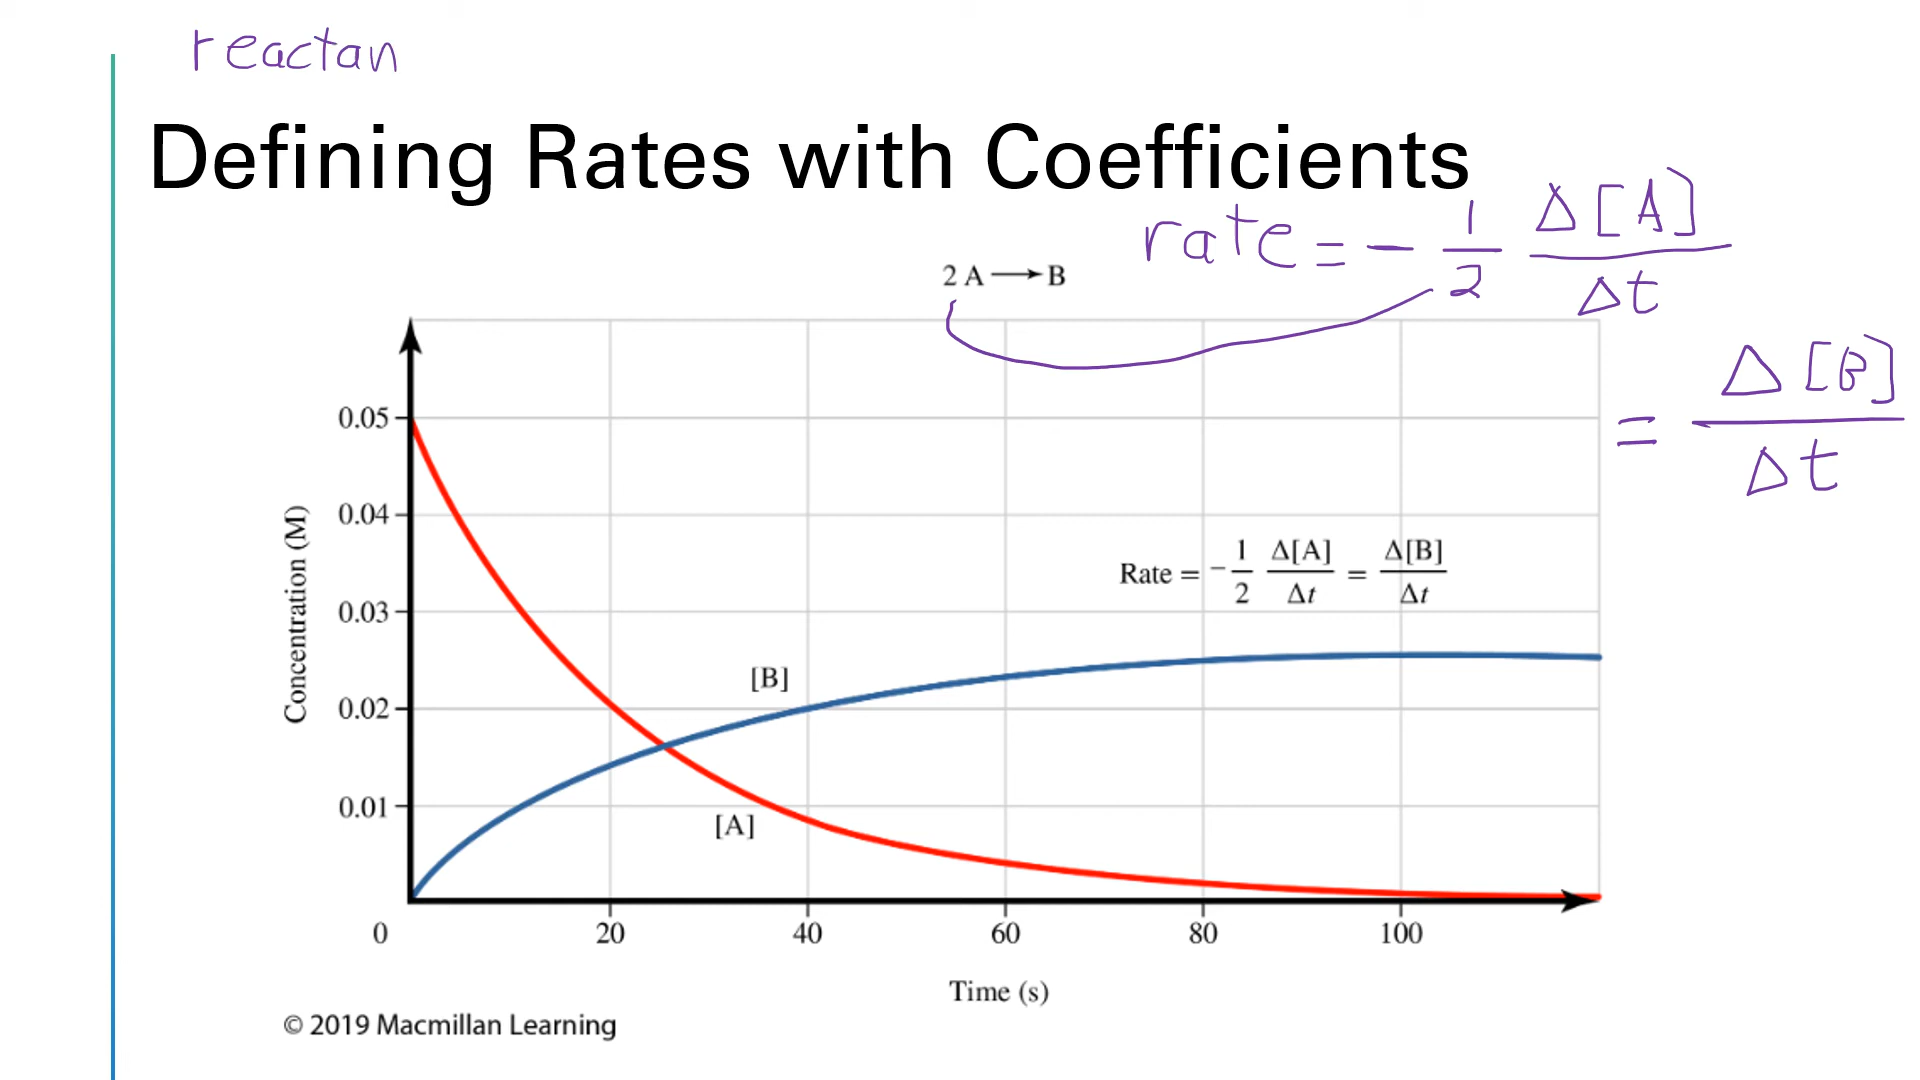 reactan
Defining Rates with Coefficients
rate = - 1/2 Δ[A]/Δt
= Δ[B]/Δt
2 A ⟶ B
Rate = - 1/2 Δ[A]/Δt = Δ[B]/Δt
Concentration (M)
0.05
0.04
0.03
0.02
0.01
[B]
[A]
0 20 40 60 80 100
Time (s)
© 2019 Macmillan Learning